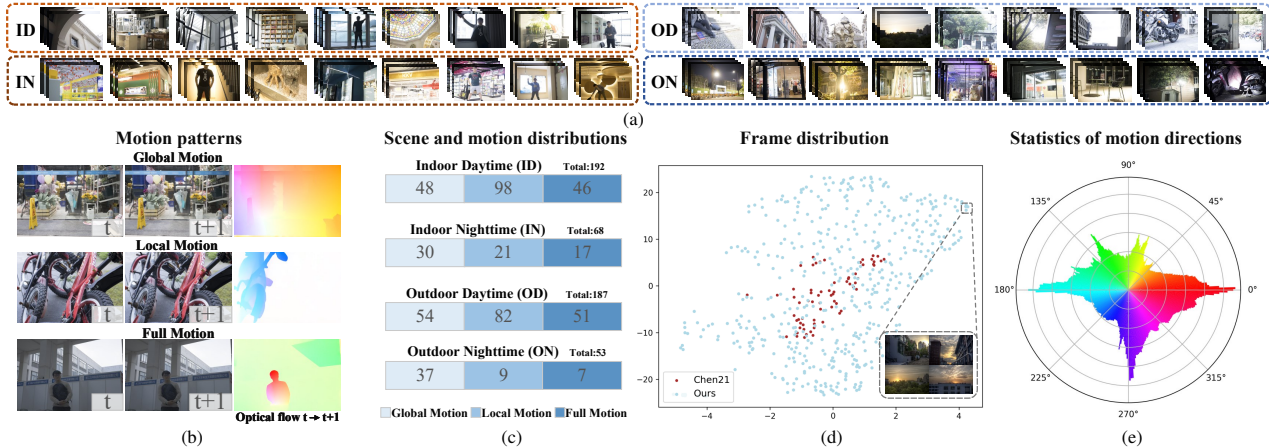 ID
OD
IN
ON
(a)
Motion patterns
Global Motion
t
t+1
Local Motion
t
t+1
Full Motion
t
t+1
Optical flow t → t+1
(b)
Scene and motion distributions
Indoor Daytime (ID) Total:192
48 98 46
Indoor Nighttime (IN) Total:68
30 21 17
Outdoor Daytime (OD) Total:187
54 82 51
Outdoor Nighttime (ON) Total:53
37 9 7
Global Motion Local Motion Full Motion
(c)
Frame distribution
20
10
0
−10
−20
−4 −2 0 2 4
Chen21
Ours
(d)
Statistics of motion directions
90°
135° 45°
180° 0°
225° 315°
270°
(e)